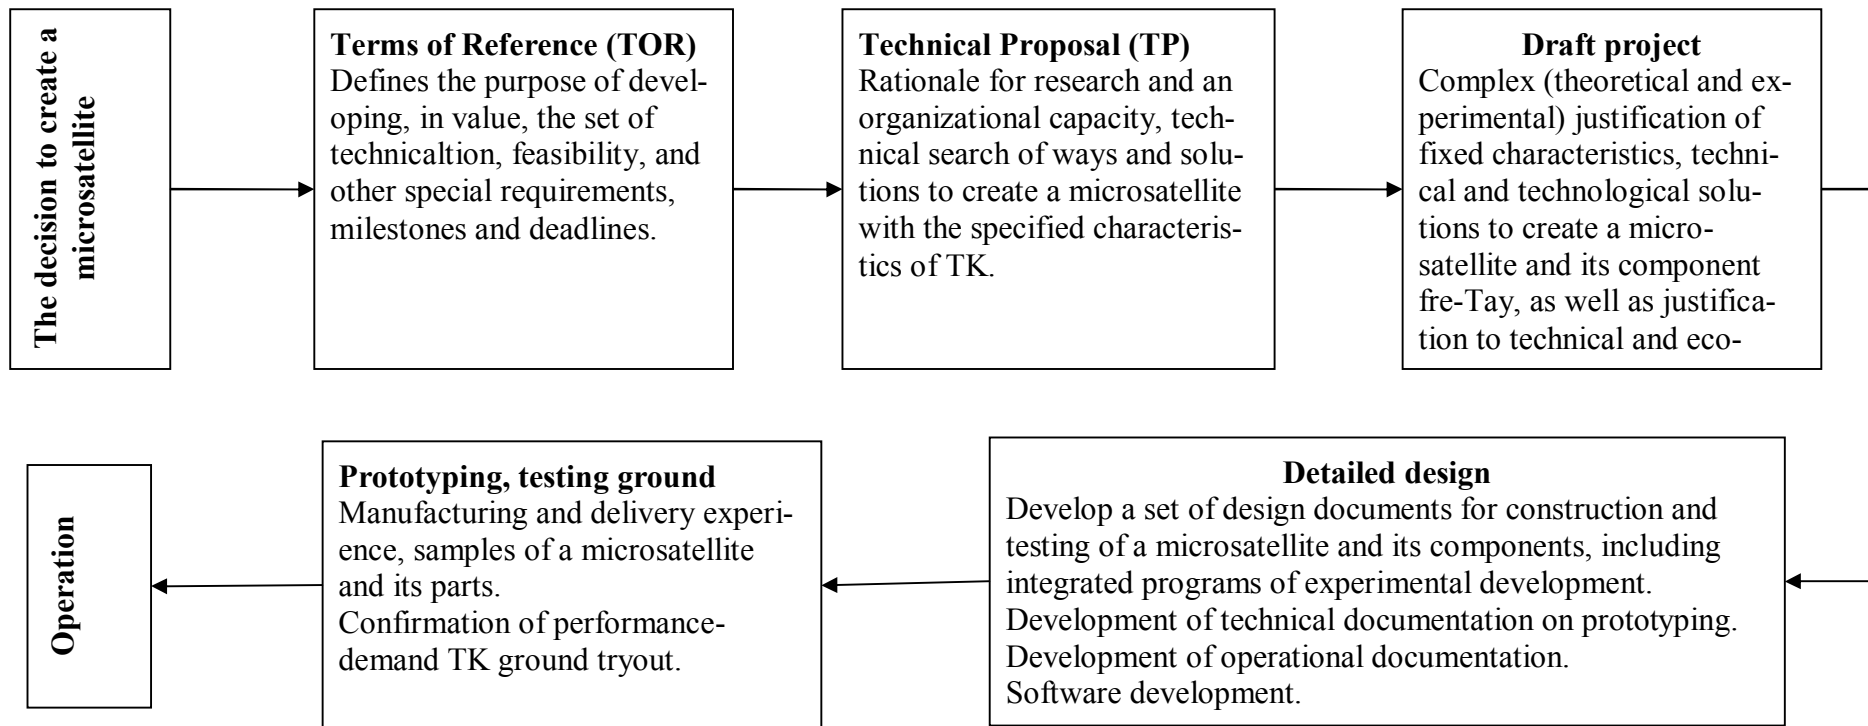 The decision to create a
microsatellite
Terms of Reference (TOR)
Defines the purpose of devel-
oping, in value, the set of
technicaltion, feasibility, and
other special requirements,
milestones and deadlines.
Technical Proposal (TP)
Rationale for research and an
organizational capacity, tech-
nical search of ways and solu-
tions to create a microsatellite
with the specified characteris-
tics of TK.
Draft project
Complex (theoretical and ex-
perimental) justification of
fixed characteristics, techni-
cal and technological solu-
tions to create a micro-
satellite and its component
fre-Tay, as well as justifica-
tion to technical and eco-
Detailed design
Develop a set of design documents for construction and
testing of a microsatellite and its components, including
integrated programs of experimental development.
Development of technical documentation on prototyping.
Development of operational documentation.
Software development.
Prototyping, testing ground
Manufacturing and delivery experi-
ence, samples of a microsatellite
and its parts.
Confirmation of performance-
demand TK ground tryout.
Operation